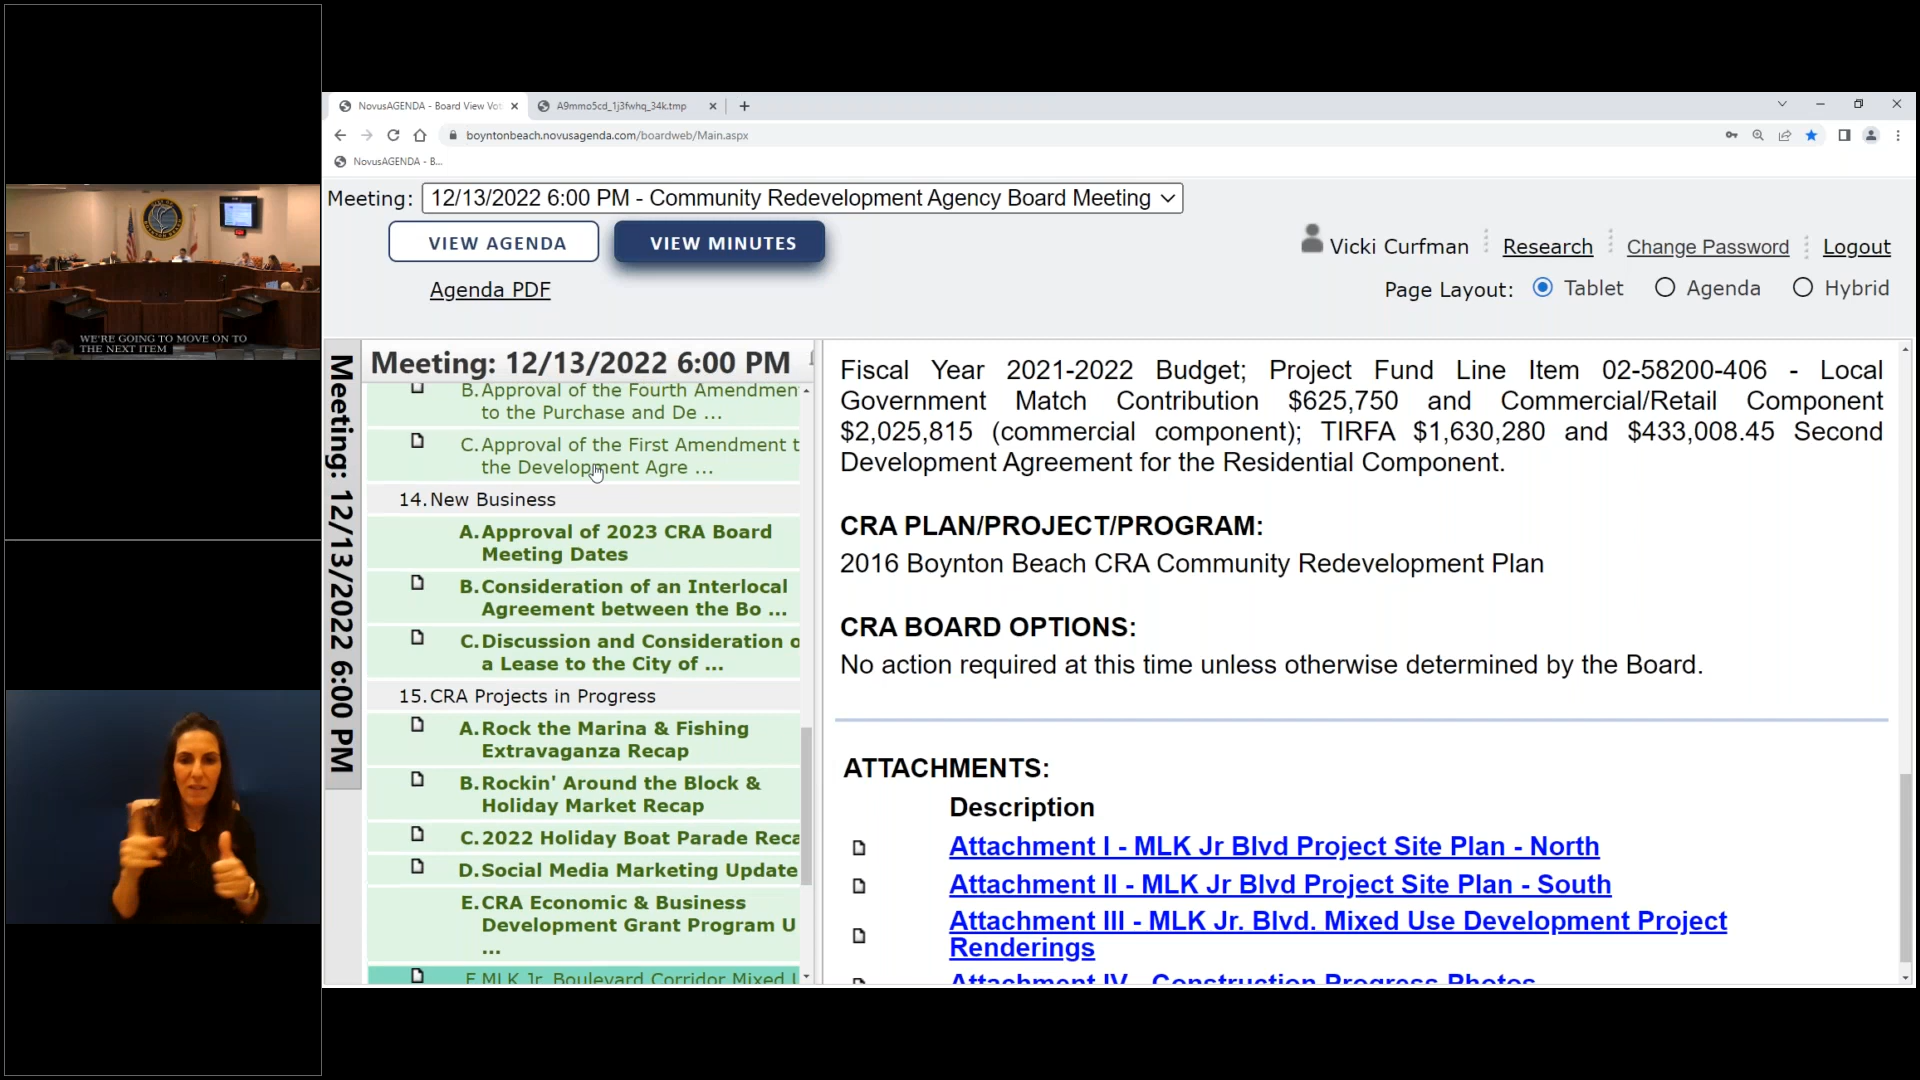 NovusAGENDA - Board View Vot
A9mmo5cd_1j3fwhq_34k.tmp
boyntonbeach.novusagenda.com/boardweb/Main.aspx
NovusAGENDA - B...
Meeting: 12/13/2022 6:00 PM - Community Redevelopment Agency Board Meeting
VIEW AGENDA
VIEW MINUTES
Agenda PDF
Vicki Curfman
Research
Change Password
Logout
Page Layout: Tablet Agenda Hybrid
WE'RE GOING TO MOVE ON TO
THE NEXT ITEM
Meeting: 12/13/2022 6:00 PM
Meeting: 12/13/2022 6:00 PM
B. Approval of the Fourth Amendmen
to the Purchase and De ...
C. Approval of the First Amendment t
the Development Agre ...
14. New Business
A. Approval of 2023 CRA Board
Meeting Dates
B. Consideration of an Interlocal
Agreement between the Bo ...
C. Discussion and Consideration o
a Lease to the City of ...
15. CRA Projects in Progress
A. Rock the Marina & Fishing
Extravaganza Recap
B. Rockin' Around the Block &
Holiday Market Recap
C. 2022 Holiday Boat Parade Reca
D. Social Media Marketing Update
E. CRA Economic & Business
Development Grant Program U
...
F. MLK Jr. Boulevard Corridor Mixed U
Fiscal Year 2021-2022 Budget; Project Fund Line Item 02-58200-406 - Local
Government Match Contribution $625,750 and Commercial/Retail Component
$2,025,815 (commercial component); TIRFA $1,630,280 and $433,008.45 Second
Development Agreement for the Residential Component.
CRA PLAN/PROJECT/PROGRAM:
2016 Boynton Beach CRA Community Redevelopment Plan
CRA BOARD OPTIONS:
No action required at this time unless otherwise determined by the Board.
ATTACHMENTS:
Description
Attachment I - MLK Jr Blvd Project Site Plan - North
Attachment II - MLK Jr Blvd Project Site Plan - South
Attachment III - MLK Jr. Blvd. Mixed Use Development Project
Renderings
Attachment IV - Construction Progress Photos